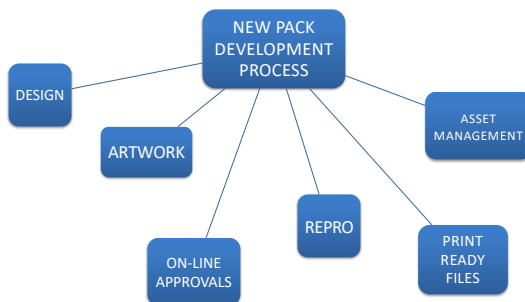 NEW PACK
DEVELOPMENT
PROCESS
DESIGN
ASSET
MANAGEMENT
ARTWORK
REPRO
PRINT
READY
FILES
ON-LINE
APPROVALS